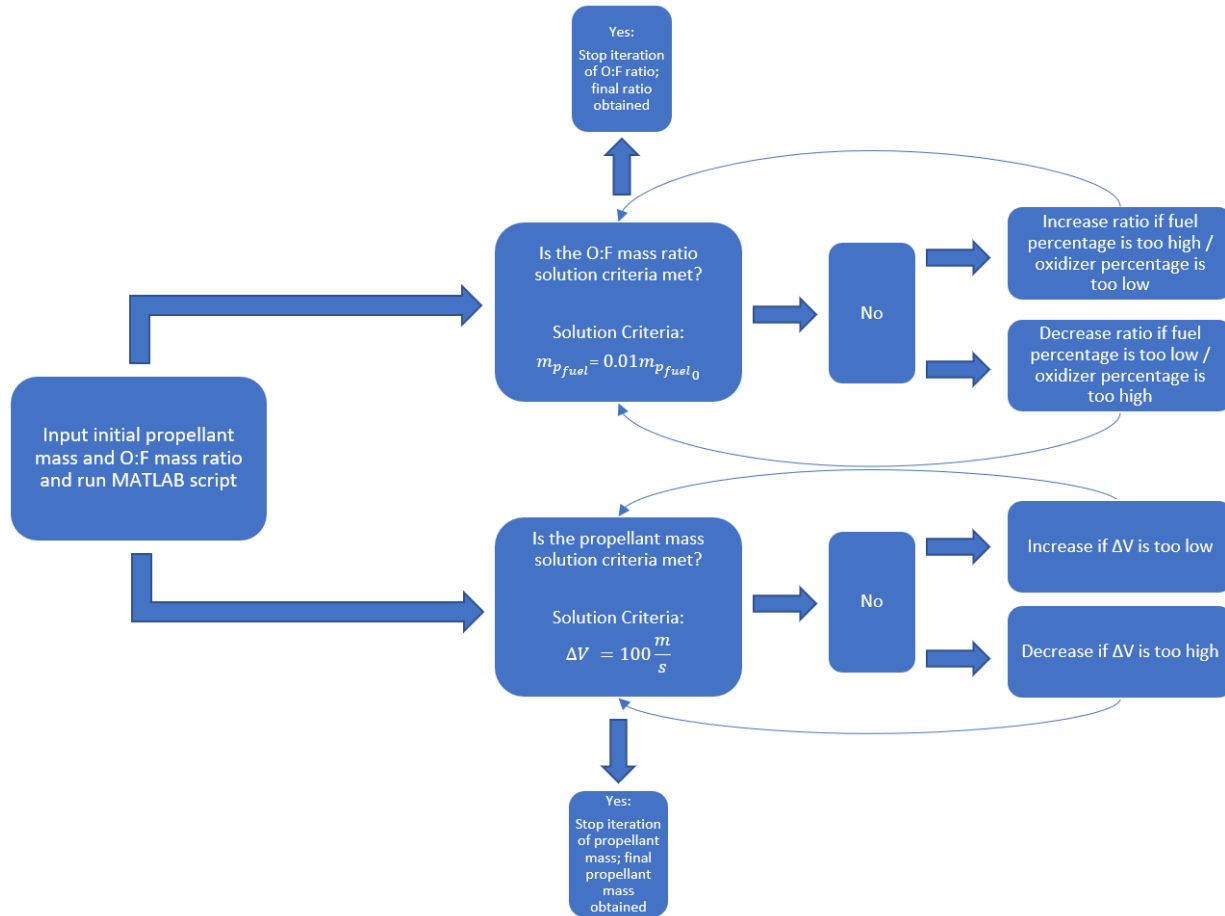 Yes:
Stop iteration
of O:F ratio;
final ratio
obtained
Input initial propellant
mass and O:F mass ratio
and run MATLAB script
Is the O:F mass ratio
solution criteria met?
Solution Criteria:
m_{p_{fuel}} = 0.01m_{p_{fuel_0}}
No
Increase ratio if fuel
percentage is too high /
oxidizer percentage is
too low
Decrease ratio if fuel
percentage is too low /
oxidizer percentage is
too high
Is the propellant mass
solution criteria met?
Solution Criteria:
ΔV = 100 m/s
No
Increase if ΔV is too low
Decrease if ΔV is too high
Yes:
Stop iteration
of propellant
mass; final
propellant
mass
obtained